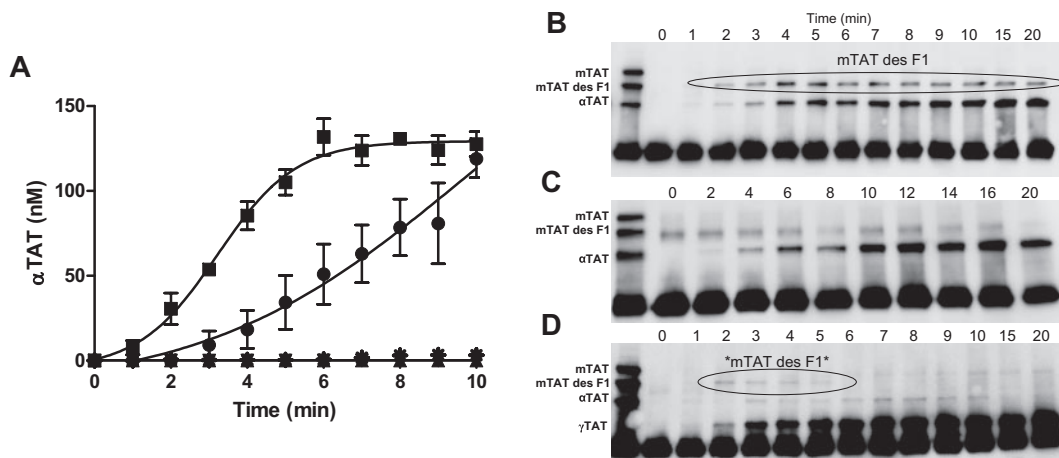 A
150
100
50
0
αTAT (nM)
0 2 4 6 8 10
Time (min)
B
Time (min)
0 1 2 3 4 5 6 7 8 9 10 15 20
mTAT des F1
mTAT
mTAT des F1
αTAT
C
0 2 4 6 8 10 12 14 16 20
mTAT
mTAT des F1
αTAT
D
0 1 2 3 4 5 6 7 8 9 10 15 20
*mTAT des F1*
mTAT
mTAT des F1
αTAT
γTAT